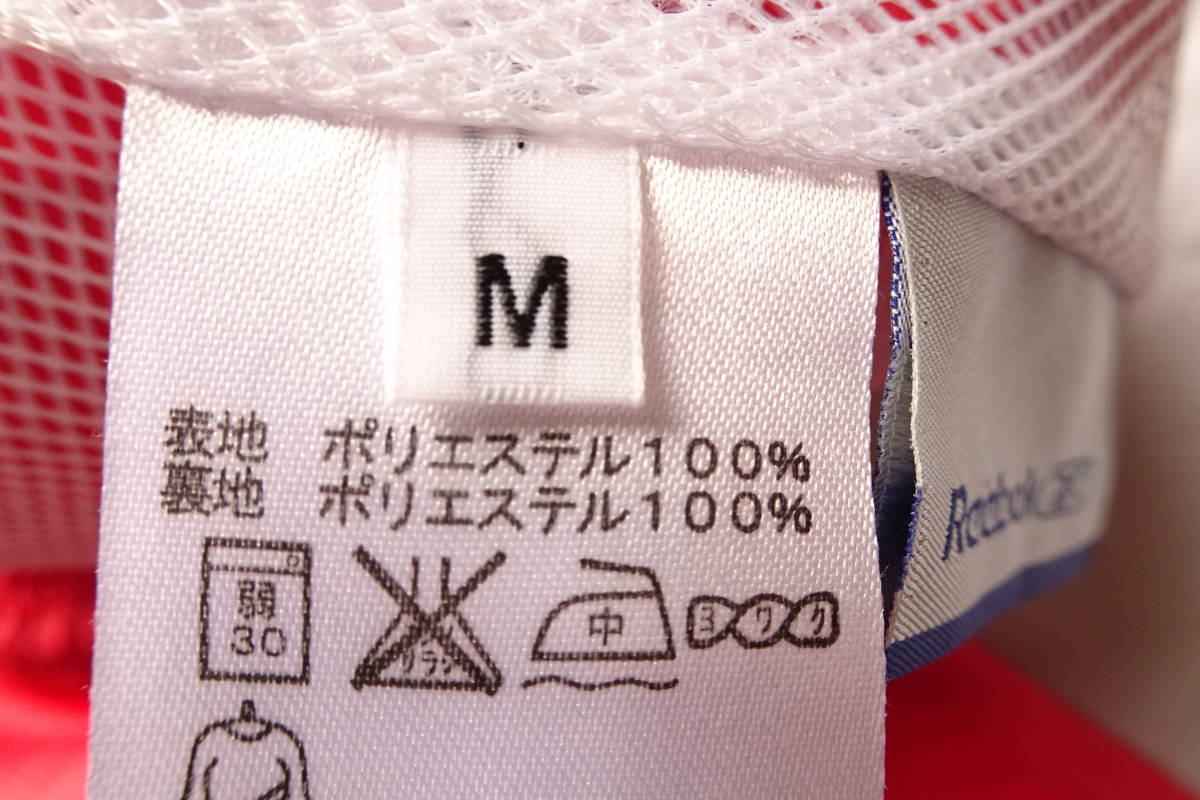 M
表地 ポリエステル100%
裏地 ポリエステル100%
弱
30
中
ヨワク
Reebok